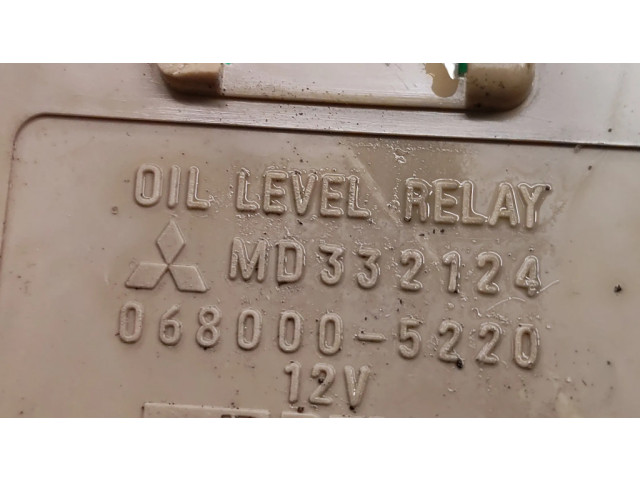 OIL LEVEL RELAY
MD332124
068000-5220
12V